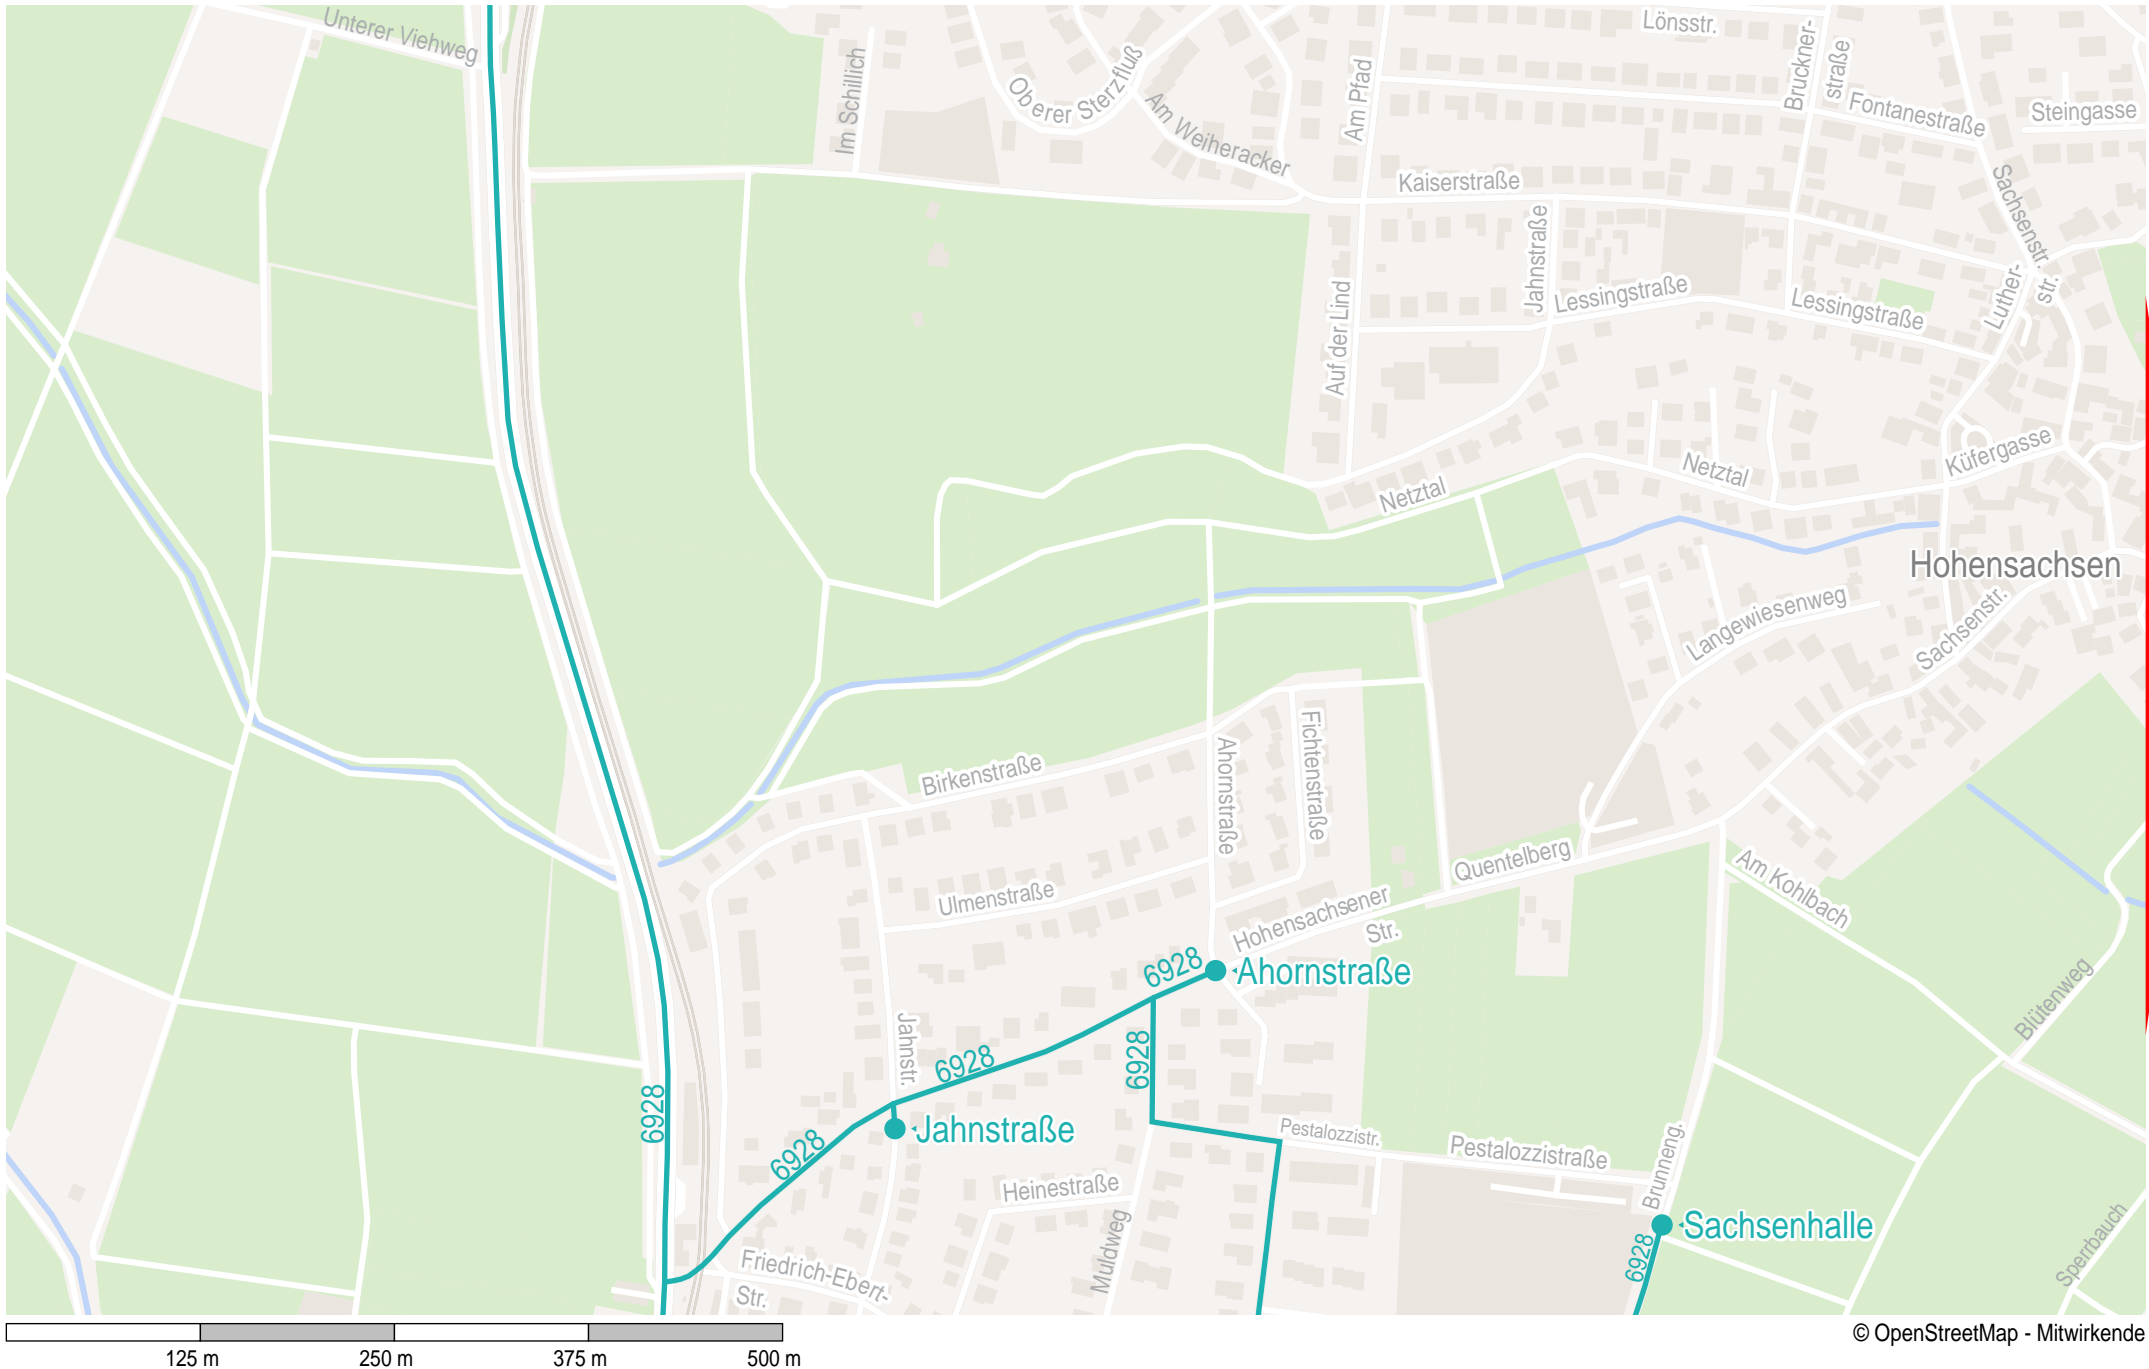 Unterer Viehweg
Im Schillich
Oberer Sterzfluß
Am Weiheracker
Am Pfad
Lönsstr.
Bruckner-
straße
Fontanestraße
Steingasse
Kaiserstraße
Sachsenstr.
Jahnstraße
Auf der Lind
Lessingstraße
Lessingstraße
Luther-
str.
Netztal
Netztal
Küfergasse
Hohensachsen
Langewiesenweg
Sachsenstr.
Birkenstraße
Ahornstraße
Fichtenstraße
Ulmenstraße
Quentelberg
Hohensachsener
Str.
Am Kohlbach
Blütenweg
6928
Ahornstraße
Jahnstr.
6928
6928
6928
Jahnstraße
6928
Pestalozzistr.
Pestalozzistraße
Brunneng.
Heinestraße
Muldweg
Sachsenhalle
6928
Sperrbauch
Friedrich-Ebert-
Str.
125 m
250 m
375 m
500 m
© OpenStreetMap - Mitwirkende